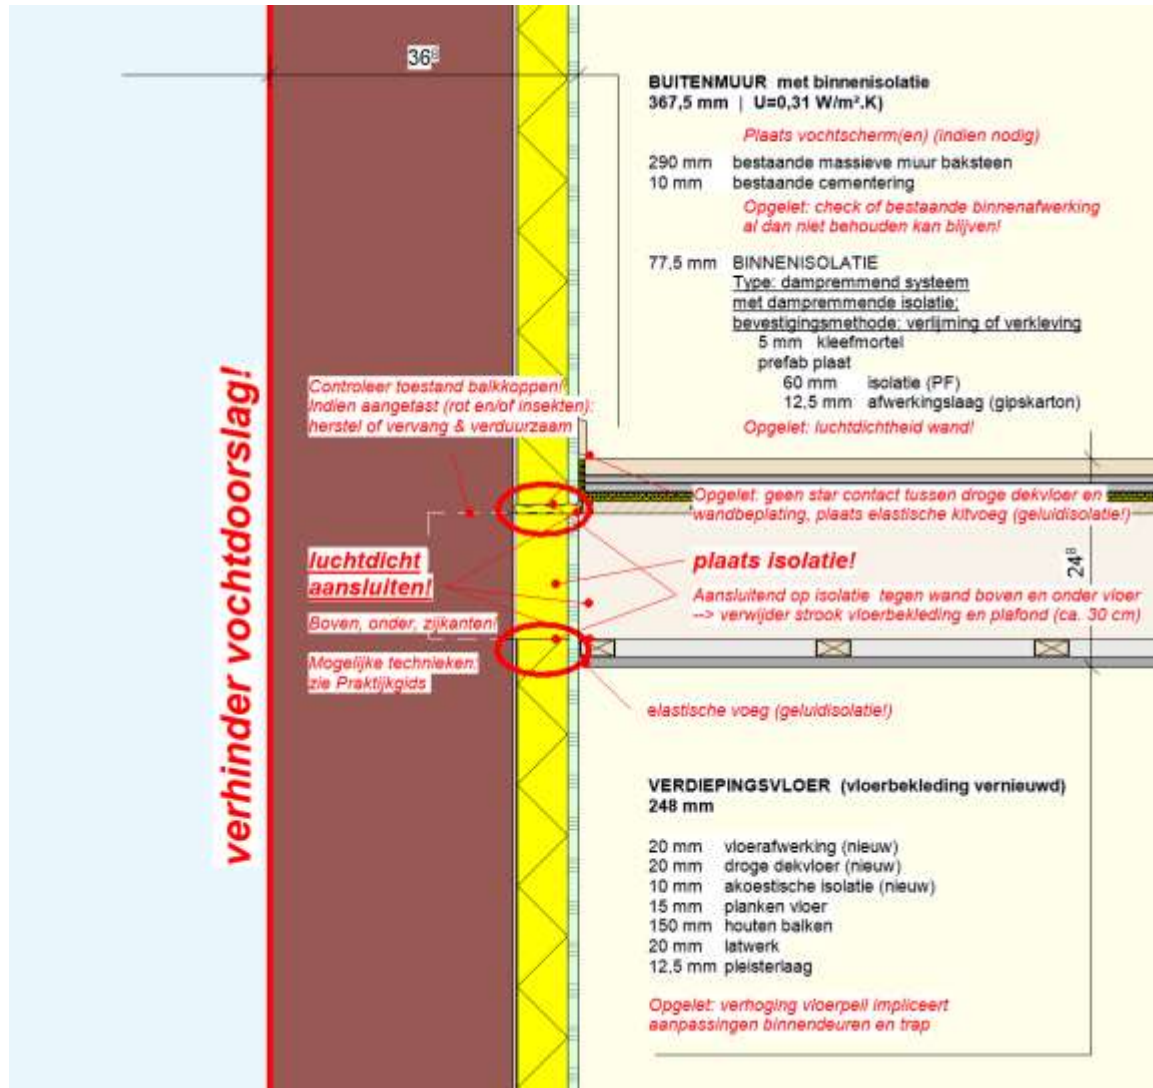 36⁸
BUITENMUUR met binnenisolatie
367,5 mm | U=0,31 W/m².K)
Plaats vochtscherm(en) (indien nodig)
290 mm bestaande massieve muur baksteen
10 mm bestaande cementering
Opgelet: check of bestaande binnenafwerking
al dan niet behouden kan blijven!
77,5 mm BINNENISOLATIE
Type: dampremmend systeem
met dampremmende isolatie;
bevestigingsmethode: verlijming of verkleving
5 mm kleefmortel
prefab plaat
60 mm isolatie (PF)
12,5 mm afwerkingslaag (gipskarton)
Opgelet: luchtdichtheid wand!
verhinder vochtdoorslag!
Controleer toestand balkkoppen!
Indien aangetast (rot en/of insekten):
herstel of vervang & verduurzaam
Opgelet: geen star contact tussen droge dekvloer en
wandbeplating, plaats elastische kitvoeg (geluidisolatie!)
luchtdicht
aansluiten!
Boven, onder, zijkanten!
Mogelijke technieken:
zie Praktijkgids
plaats isolatie!
Aansluitend op isolatie tegen wand boven en onder vloer
--> verwijder strook vloerbekleding en plafond (ca. 30 cm)
24⁸
elastische voeg (geluidisolatie!)
VERDIEPINGSVLOER (vloerbekleding vernieuwd)
248 mm
20 mm vloerafwerking (nieuw)
20 mm droge dekvloer (nieuw)
10 mm akoestische isolatie (nieuw)
15 mm planken vloer
150 mm houten balken
20 mm latwerk
12,5 mm pleisterlaag
Opgelet: verhoging vloerpeil impliceert
aanpassingen binnendeuren en trap